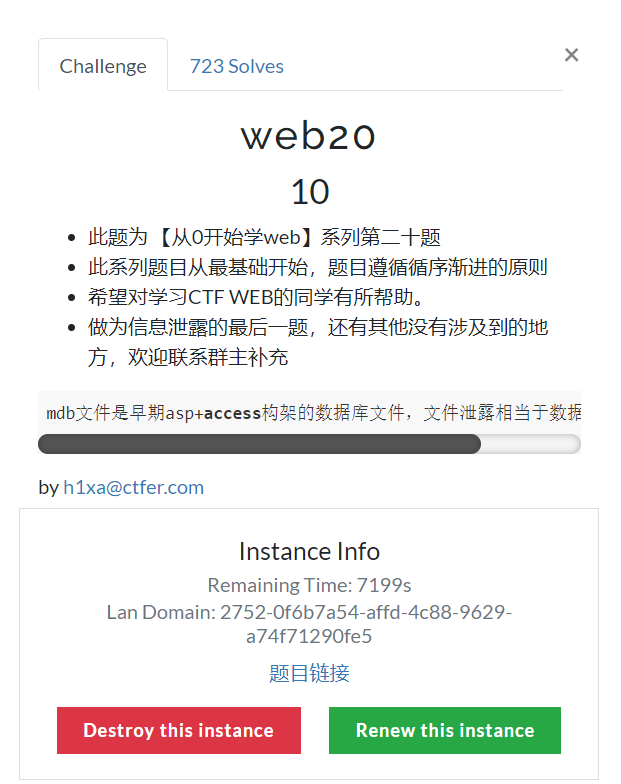 Challenge
723 Solves
×
web20
10
此题为 【从0开始学web】系列第二十题
此系列题目从最基础开始，题目遵循循序渐进的原则
希望对学习CTF WEB的同学有所帮助。
做为信息泄露的最后一题，还有其他没有涉及到的地
方，欢迎联系群主补充
mdb文件是早期asp+access构架的数据库文件，文件泄露相当于数据
by h1xa@ctfer.com
Instance Info
Remaining Time: 7199s
Lan Domain: 2752-0f6b7a54-affd-4c88-9629-
a74f71290fe5
题目链接
Destroy this instance
Renew this instance